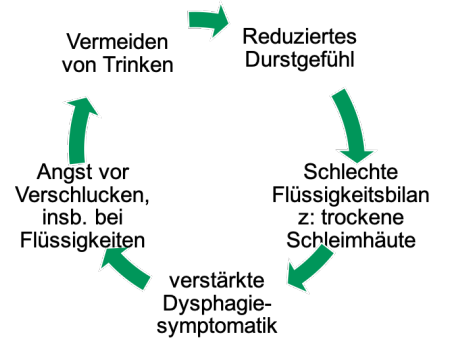 Vermeiden
von Trinken
Reduziertes
Durstgefühl
Schlechte
Flüssigkeitsbilan
z: trockene
Schleimhäute
verstärkte
Dysphagie-
symptomatik
Angst vor
Verschlucken,
insb. bei
Flüssigkeiten